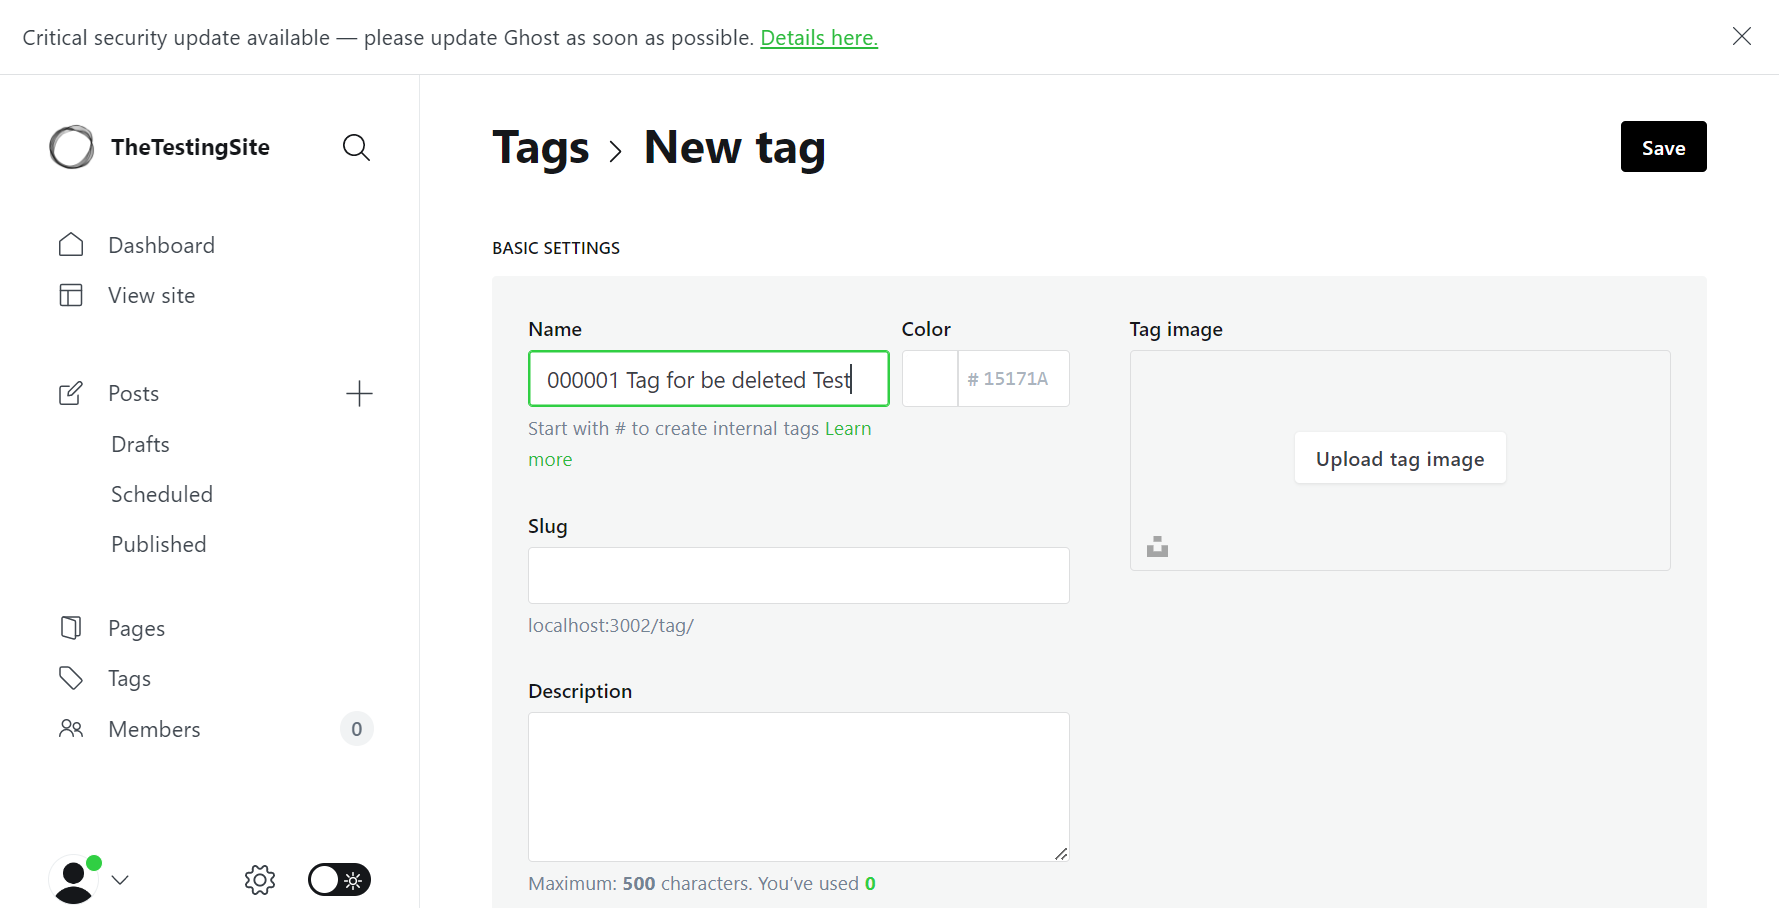 Critical security update available — please update Ghost as soon as possible. Details here.
TheTestingSite
Tags > New tag
Save
Dashboard
View site
Posts
Drafts
Scheduled
Published
Pages
Tags
Members
0
BASIC SETTINGS
Name
000001 Tag for be deleted Test
Start with # to create internal tags Learn
more
Color
# 15171A
Tag image
Upload tag image
Slug
localhost:3002/tag/
Description
Maximum: 500 characters. You’ve used 0